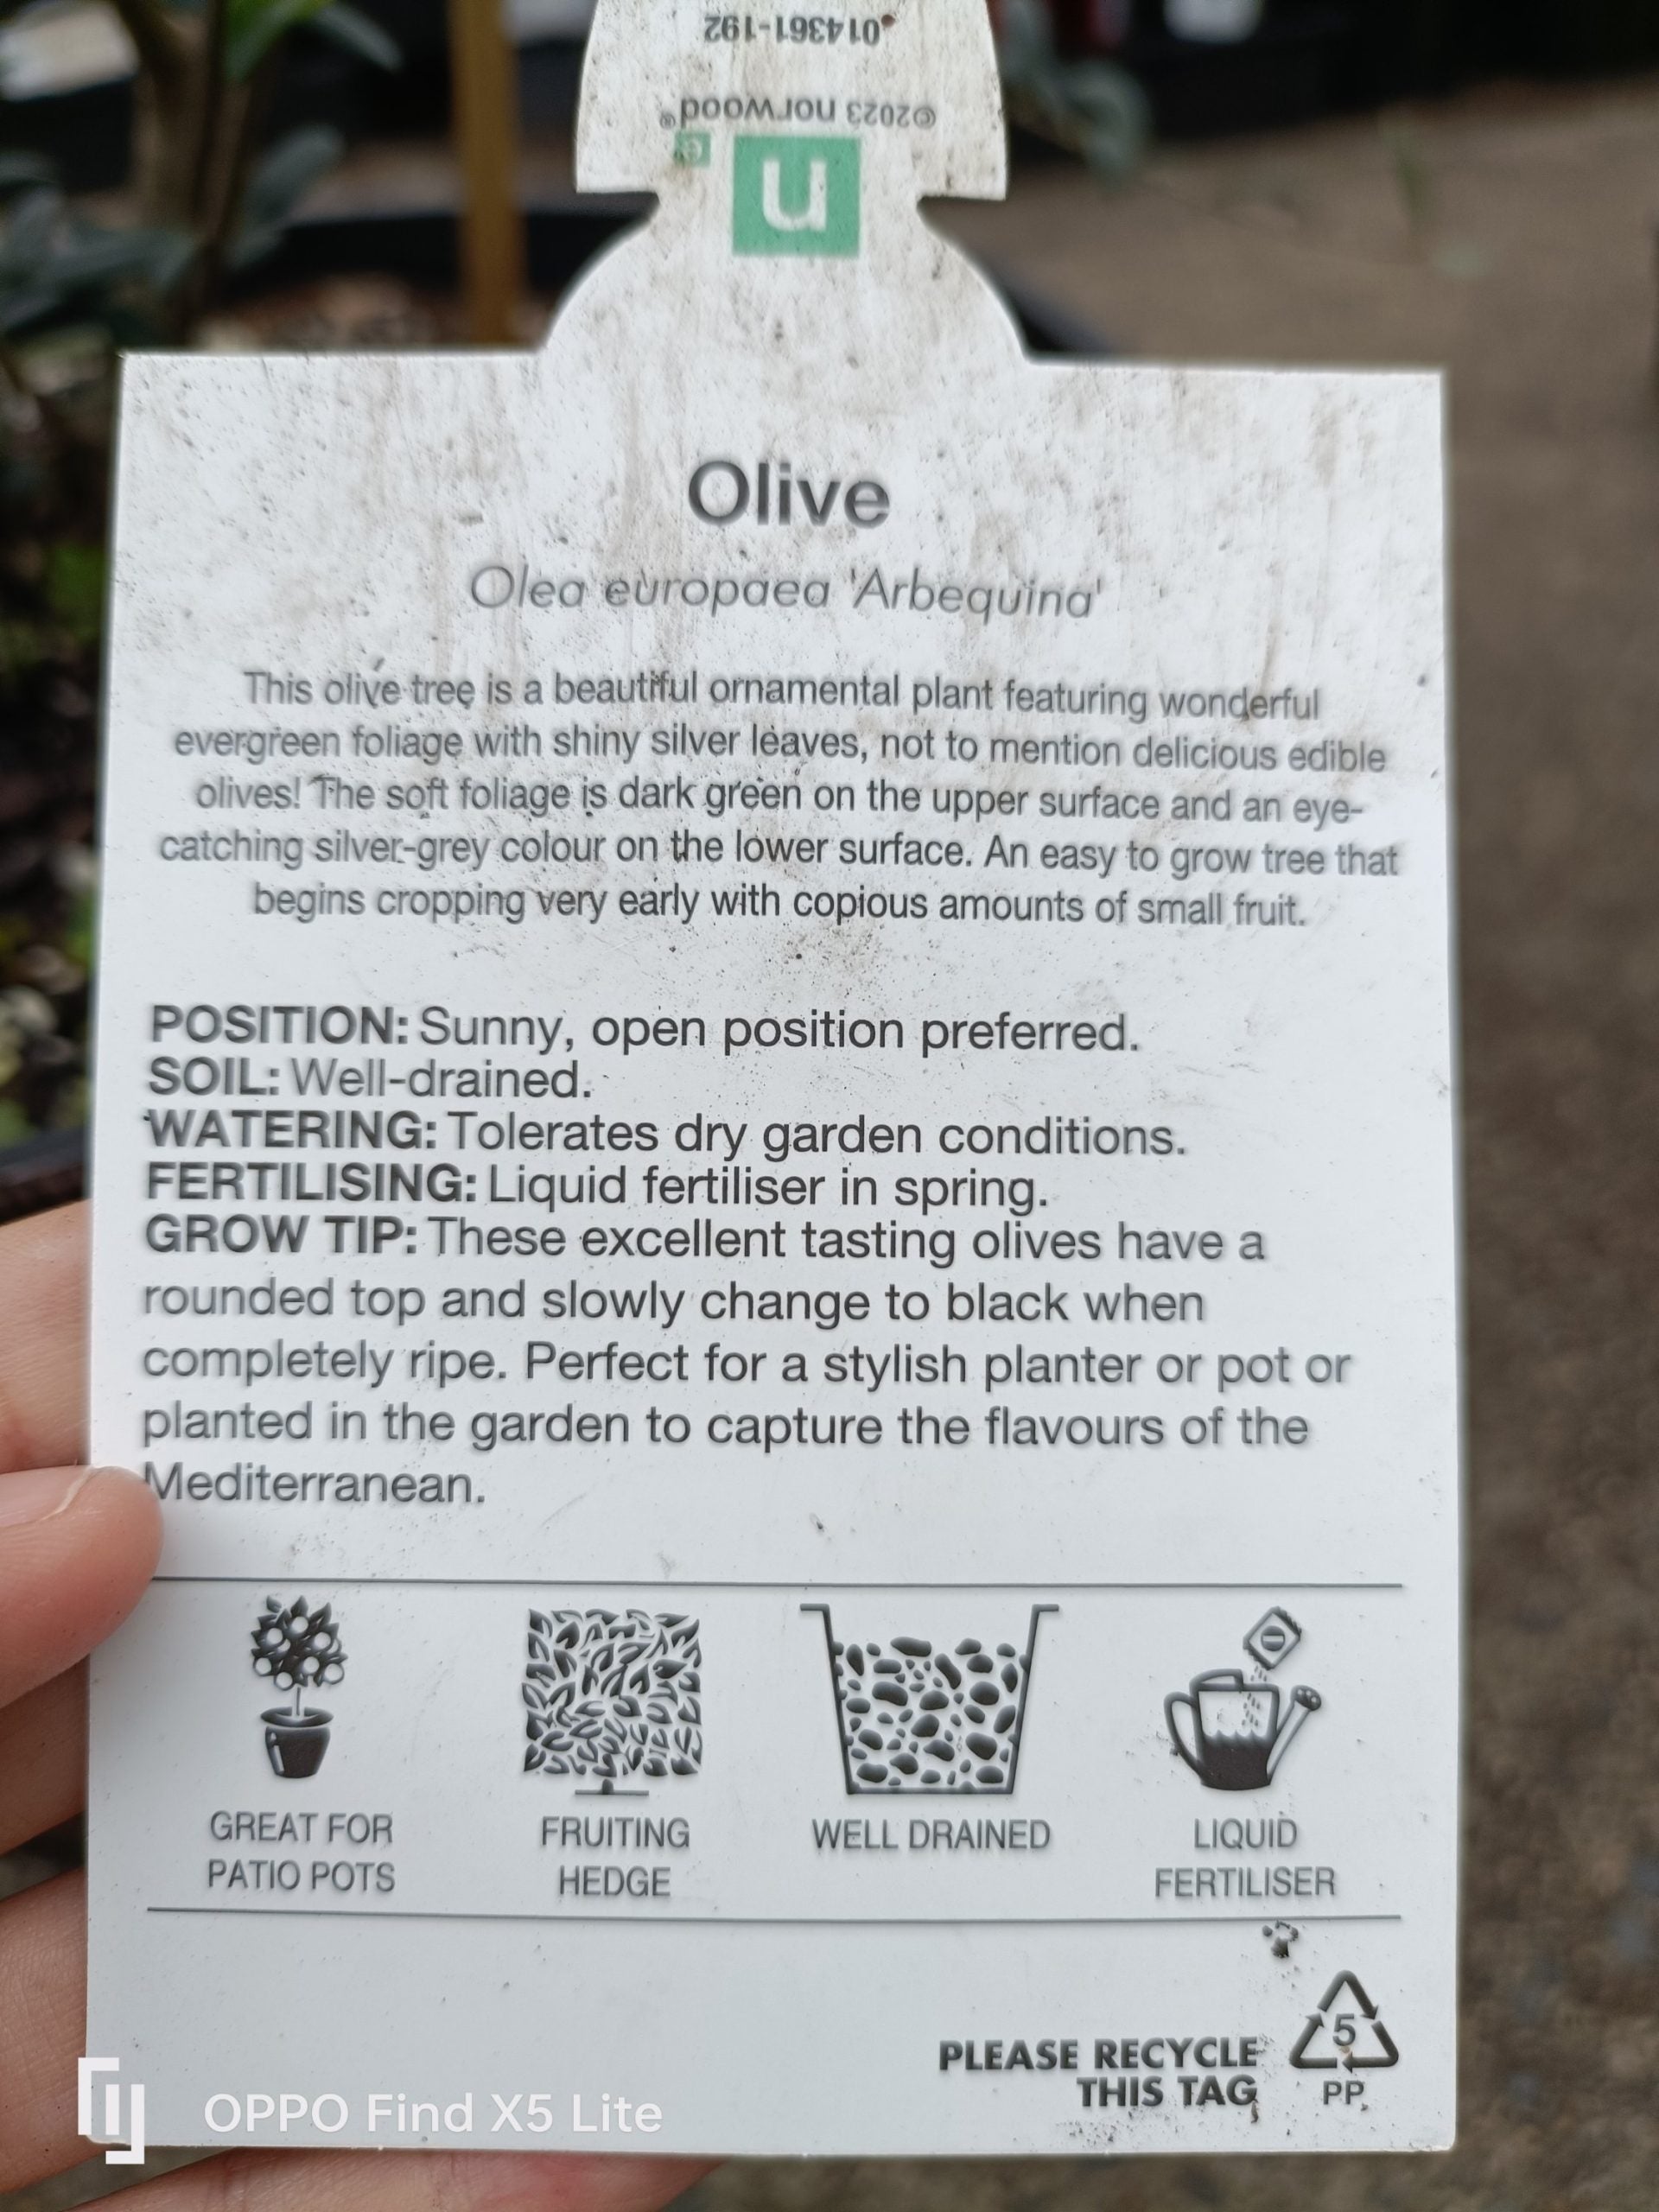 014361-192
©2023 norwood®
e
n
Olive
Olea europaea 'Arbequina'
This olive tree is a beautiful ornamental plant featuring wonderful
evergreen foliage with shiny silver leaves, not to mention delicious edible
olives! The soft foliage is dark green on the upper surface and an eye-
catching silver-grey colour on the lower surface. An easy to grow tree that
begins cropping very early with copious amounts of small fruit.
POSITION: Sunny, open position preferred.
SOIL: Well-drained.
WATERING: Tolerates dry garden conditions.
FERTILISING: Liquid fertiliser in spring.
GROW TIP: These excellent tasting olives have a
rounded top and slowly change to black when
completely ripe. Perfect for a stylish planter or pot or
planted in the garden to capture the flavours of the
Mediterranean.
GREAT FOR
PATIO POTS
FRUITING
HEDGE
WELL DRAINED
LIQUID
FERTILISER
PLEASE RECYCLE
THIS TAG
5
PP
OPPO Find X5 Lite